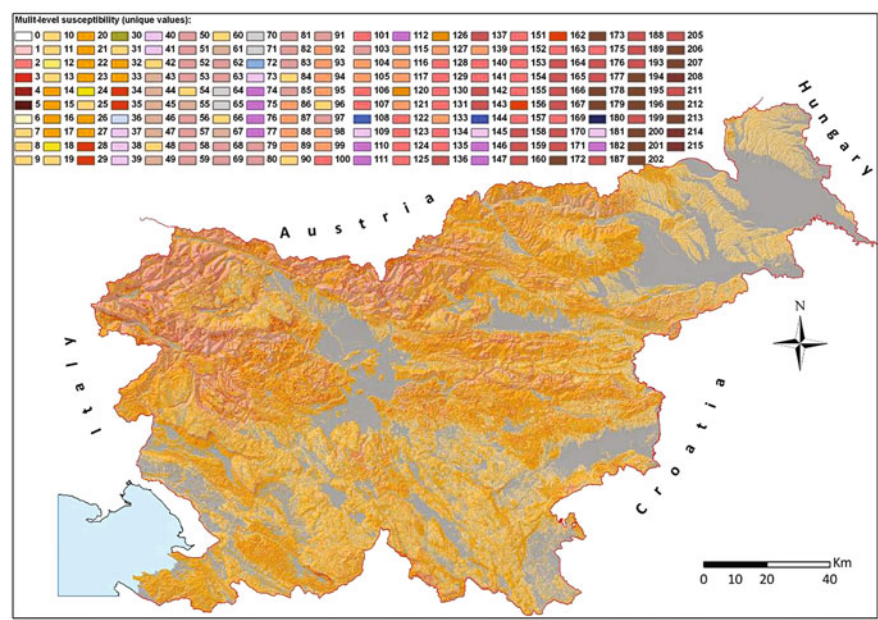 Mullt-level susceptibility (unique values):
0 10 20 30 40 50 60 70 81 91 101 112 126 137 151 162 173 188 205
1 11 21 31 41 51 61 71 82 92 103 115 127 139 152 163 175 189 206
2 12 22 32 42 52 62 72 83 93 104 116 128 140 153 164 176 193 207
3 13 23 33 43 53 63 73 84 94 105 117 129 141 154 165 177 194 208
4 14 24 34 44 54 64 74 85 95 106 120 130 142 155 166 178 195 211
5 15 25 35 45 55 65 75 86 96 107 121 131 143 156 167 179 196 212
6 16 26 36 46 56 66 76 87 97 108 122 133 144 157 169 180 199 213
7 17 27 37 47 57 67 77 88 98 109 123 134 145 158 170 181 200 214
8 18 28 38 48 58 68 79 89 99 110 124 135 146 159 171 182 201 215
9 19 29 39 49 59 69 80 90 100 111 125 136 147 160 172 187 202
Hungary
Austria
N
Italy
Croatia
Km
0 10 20 40